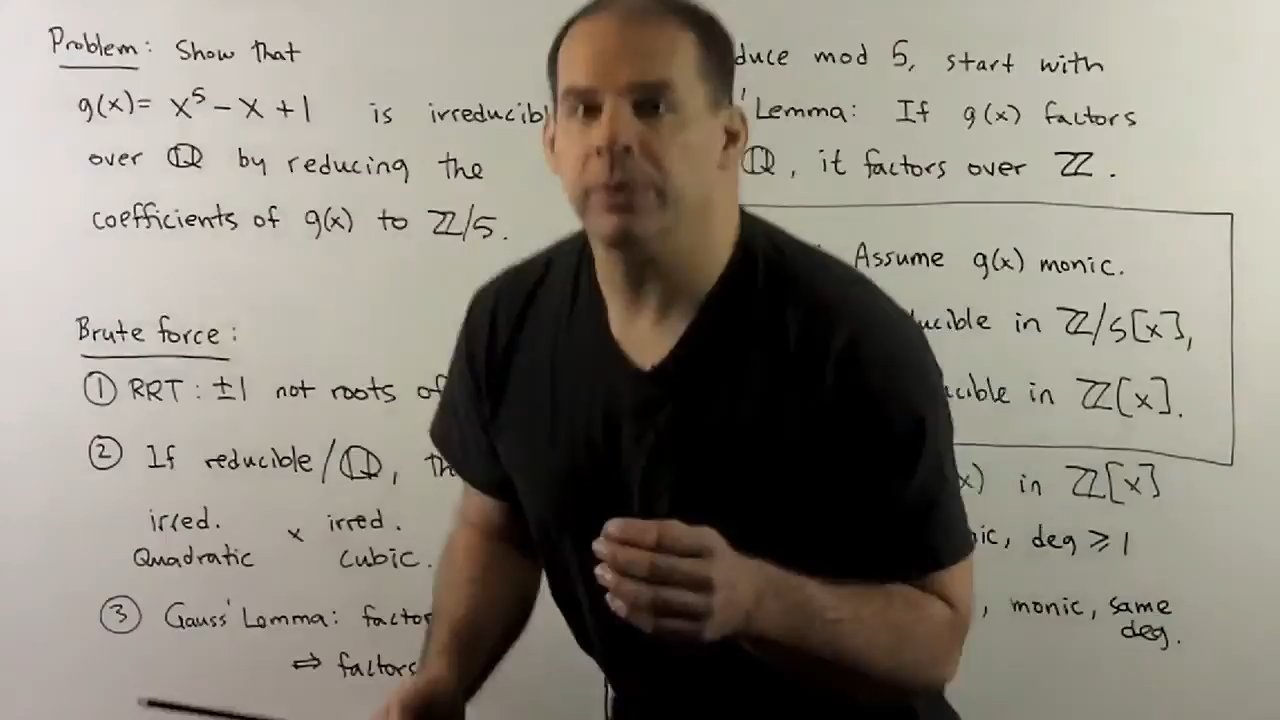 Problem: Show that
g(x)= x⁵ - x + 1 is irreducib
over ℚ by reducing the
coefficients of g(x) to ℤ/5.
Brute force:
① RRT: ±1 not roots of
② If reducible/ℚ, th
irred. × irred.
Quadratic cubic.
③ Gauss' Lemma: factor
⇒ factors
duce mod 5, start with
' Lemma: If g(x) factors
ℚ, it factors over ℤ.
Assume g(x) monic.
ucible in ℤ/5[x],
cible in ℤ[x].
x) in ℤ[x]
ic, deg ≥ 1
, monic, same
deg.